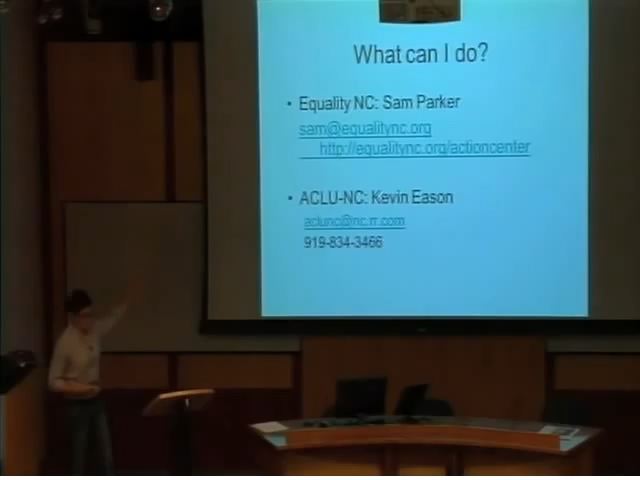 What can I do?
• Equality NC: Sam Parker
sam@equalitync.org
http://equalitync.org/actioncenter
• ACLU-NC: Kevin Eason
aclunc@nc.rr.com
919-834-3466